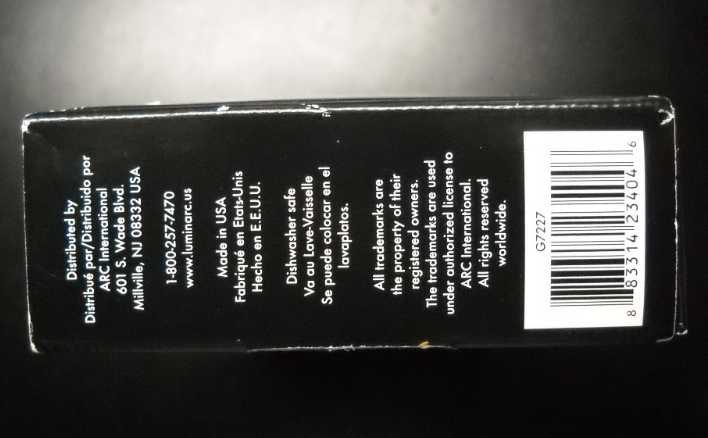 Distributed by
Distribué par/Distribuido por
ARC International
601 S. Wade Blvd.
Millville, NJ 08332 USA
1-800-257-7470
www.luminarc.us
Made in USA
Fabriqué en Etats-Unis
Hecho en E.E.U.U.
Dishwasher safe
Va au Lave-Vaisselle
Se puede colocar en el
lavaplatos.
All trademarks are
the property of their
registered owners.
The trademarks are used
under authorized license to
ARC International.
All rights reserved
worldwide.
G7227
8 83314 23404 6